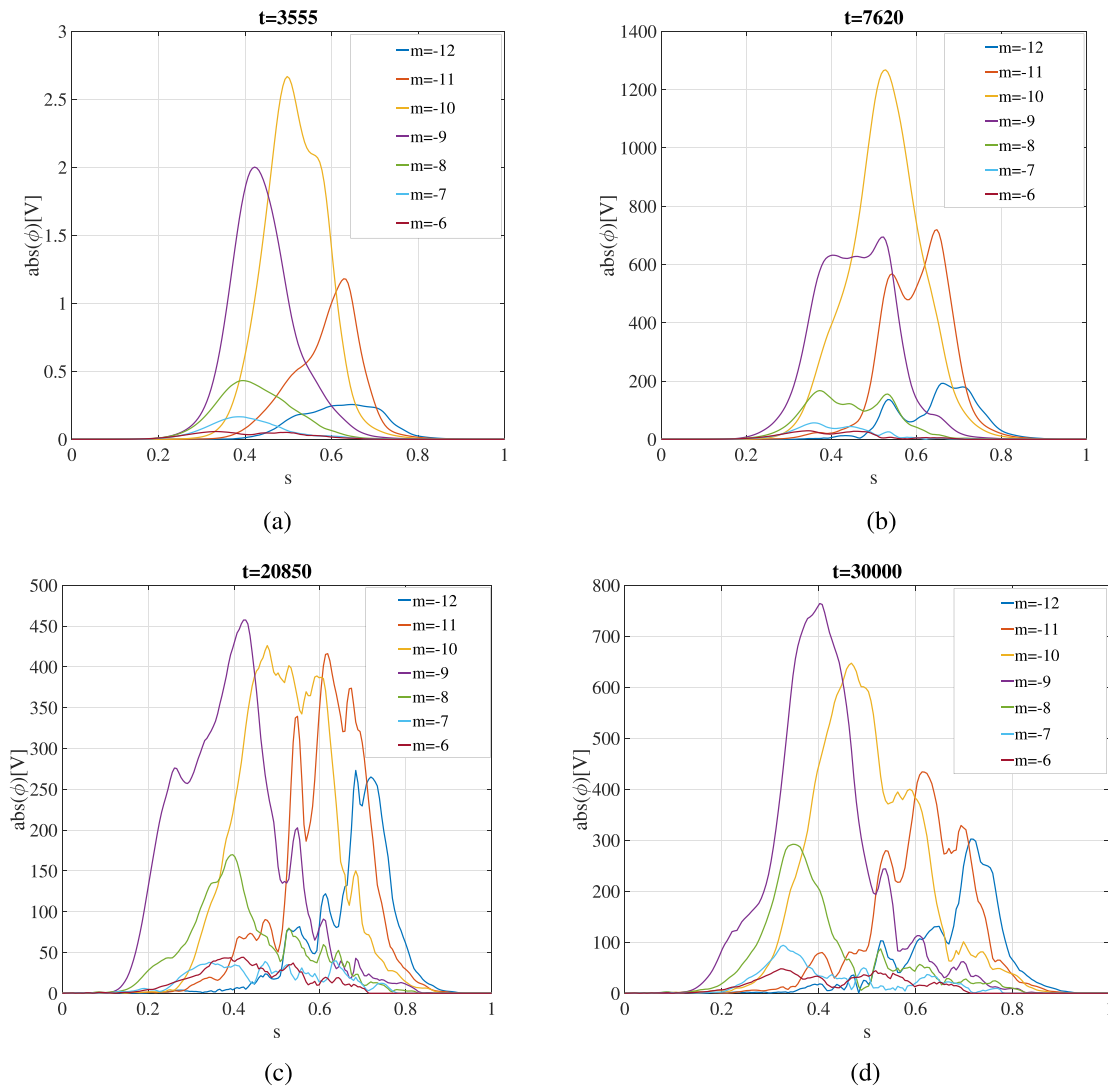 t=3555
3
2.5
2
1.5
1
0.5
0
abs(ϕ)[V]
0 0.2 0.4 0.6 0.8 1
s
m=-12
m=-11
m=-10
m=-9
m=-8
m=-7
m=-6
(a)
t=7620
1400
1200
1000
800
600
400
200
0
abs(ϕ)[V]
0 0.2 0.4 0.6 0.8 1
s
m=-12
m=-11
m=-10
m=-9
m=-8
m=-7
m=-6
(b)
t=20850
500
450
400
350
300
250
200
150
100
50
0
abs(ϕ)[V]
0 0.2 0.4 0.6 0.8 1
s
m=-12
m=-11
m=-10
m=-9
m=-8
m=-7
m=-6
(c)
t=30000
800
700
600
500
400
300
200
100
0
abs(ϕ)[V]
0 0.2 0.4 0.6 0.8 1
s
m=-12
m=-11
m=-10
m=-9
m=-8
m=-7
m=-6
(d)